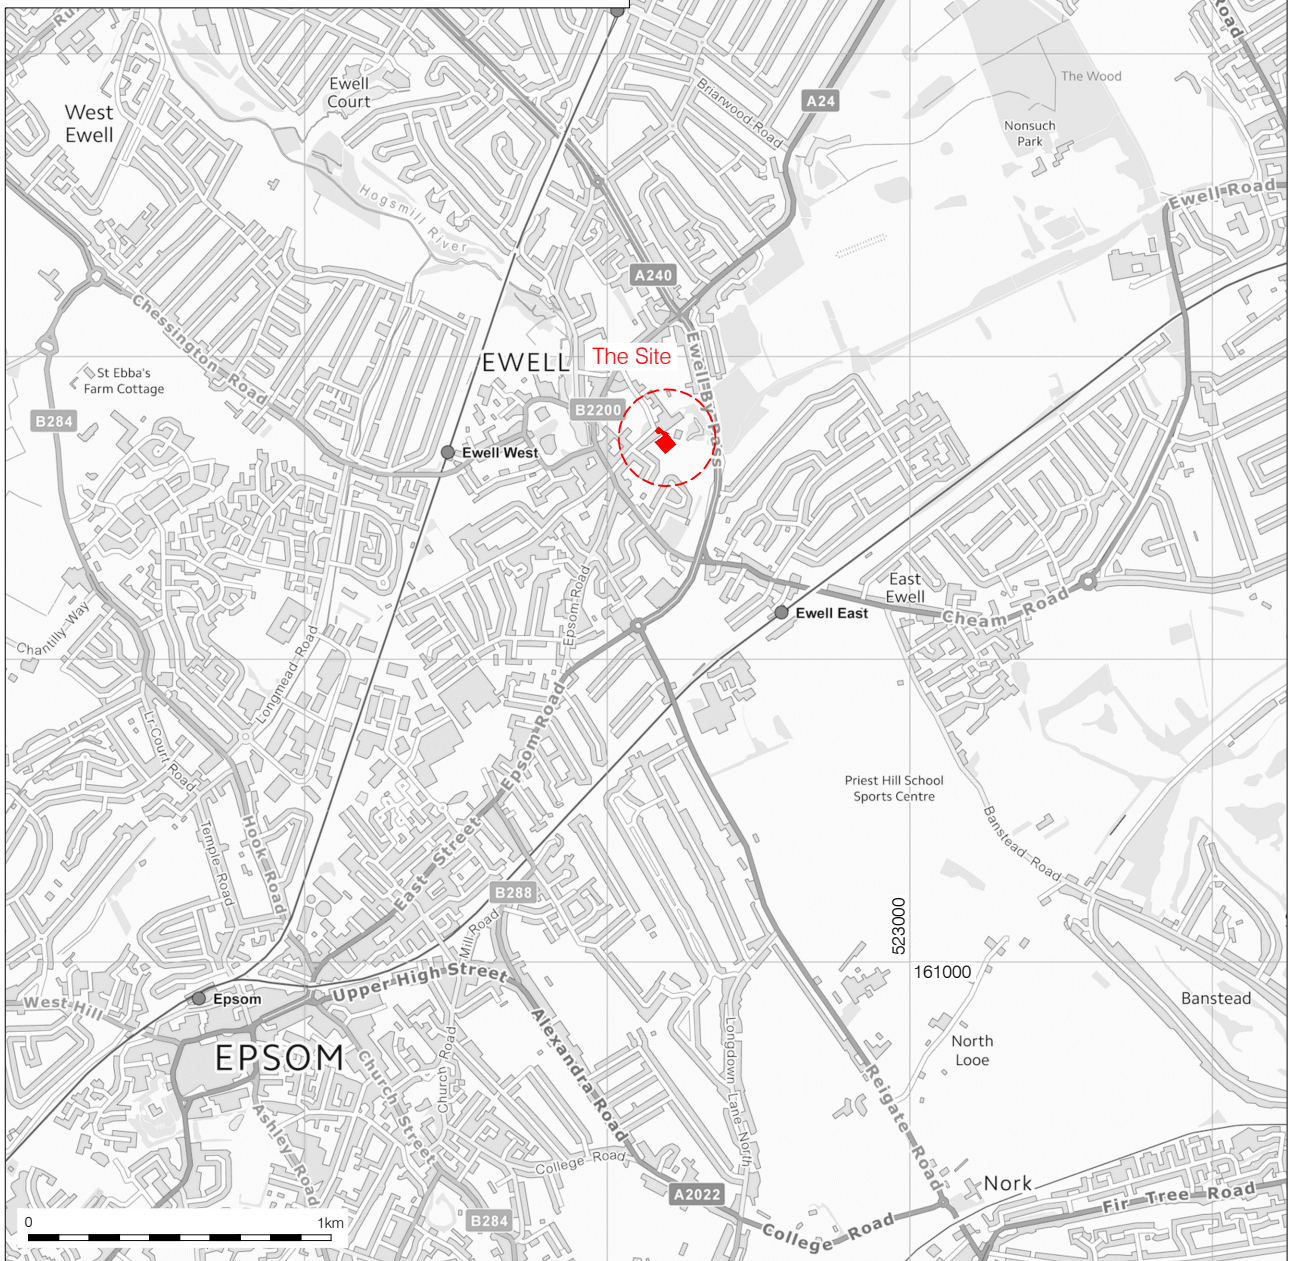 Ru
Road
A24
The Wood
Ewell
Court
Briarwood Road
West
Ewell
Nonsuch
Park
Hogsmill River
Ewell Road
A240
Chessington Road
Ewell By-Pass
The Site
EWELL
St Ebba's
Farm Cottage
B2200
B284
Ewell West
East
Ewell
Epsom Road
Cheam Road
Ewell East
Chantilly Way
Longmead Road
Lr Court Road
Epsom Road
Priest Hill School
Sports Centre
Temple Road
Hook Road
East Street
Banstead Road
B288
Mill Road
523000
161000
Upper High Street
West Hill
Epsom
Banstead
EPSOM
Alexandra Road
Church Street
Church Road
Longdown Lane North
North
Looe
Reigate Road
Ashley Road
College Road
Nork
A2022
Fir Tree Road
0
1km
B284
College Road